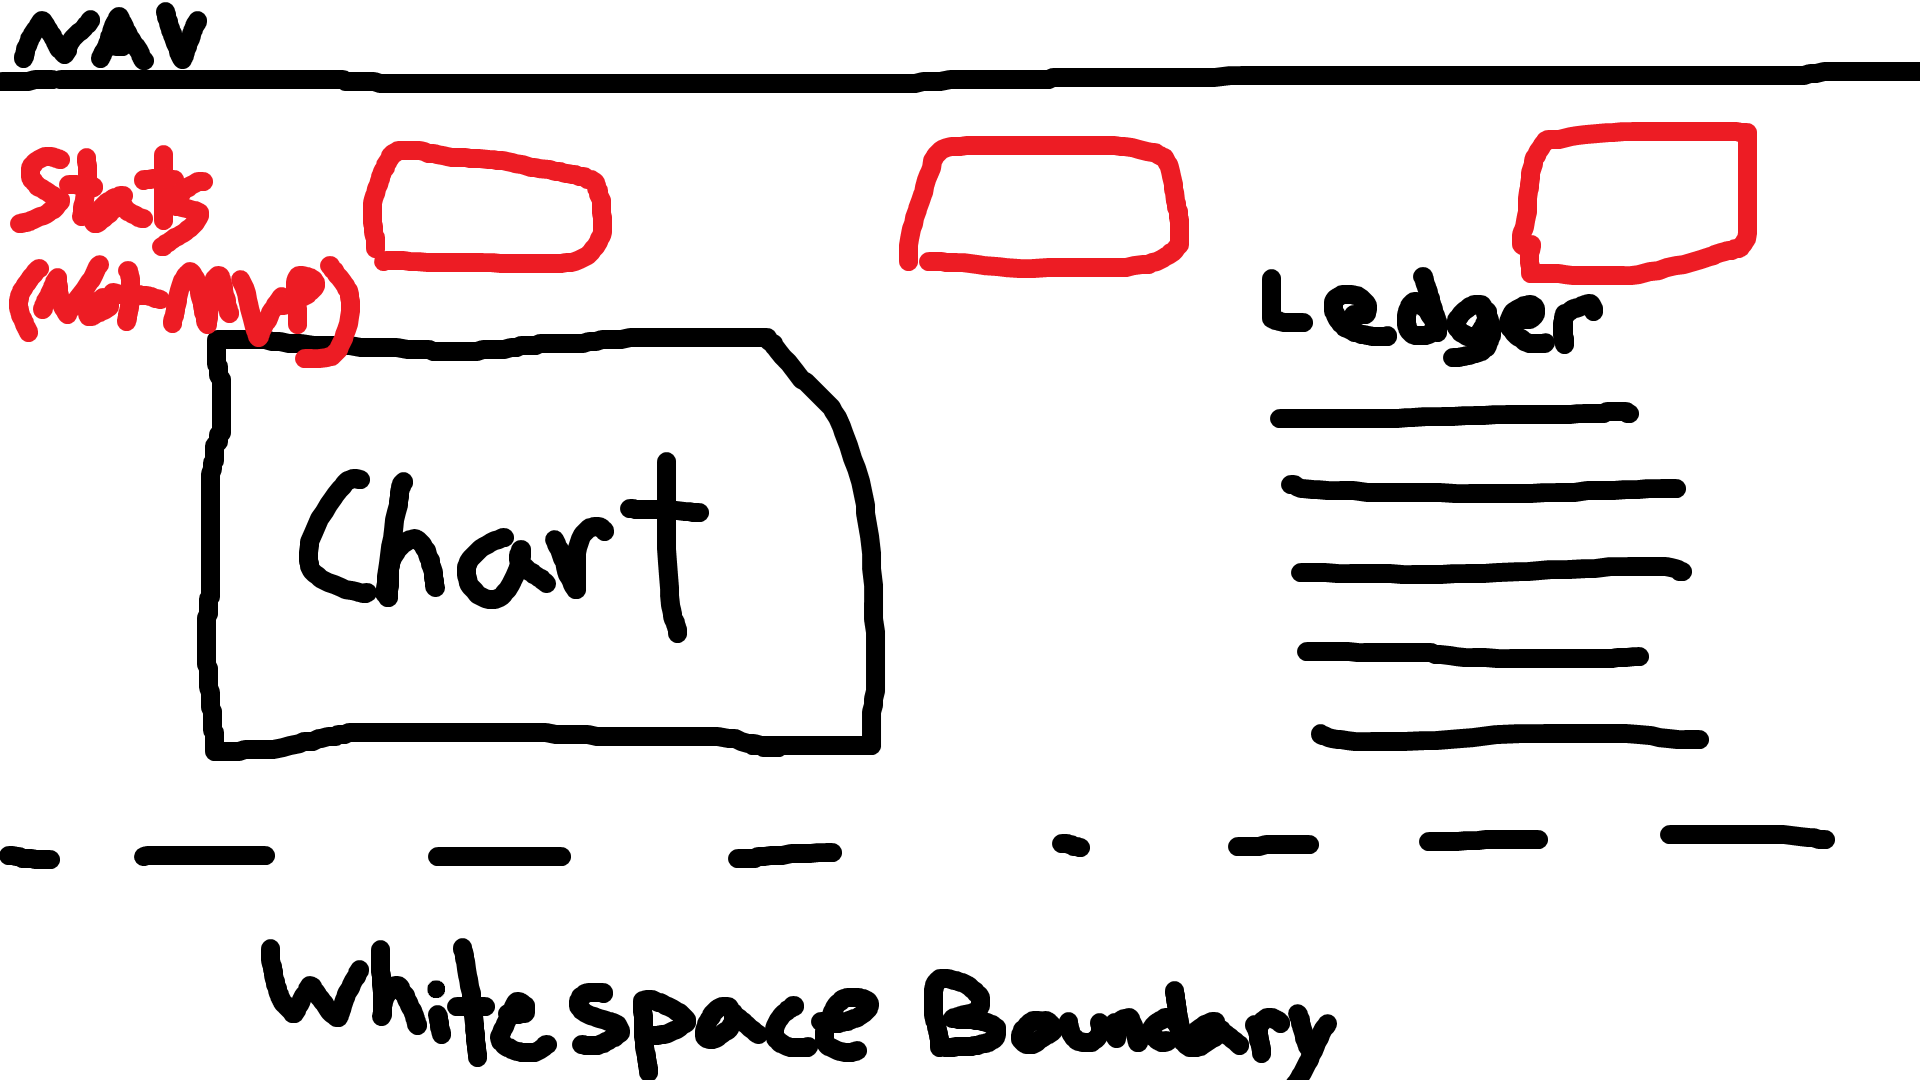 NAV
Stats
(Not-MVP)
Ledger
Chart
Whitespace Boundary